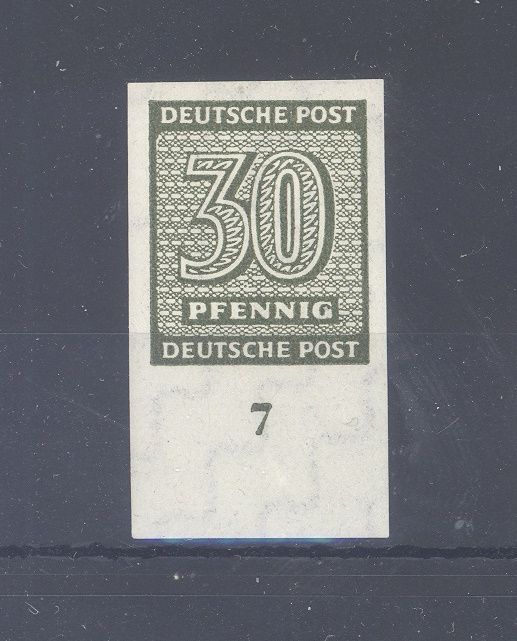 DEUTSCHE POST
30
PFENNIG
DEUTSCHE POST
7